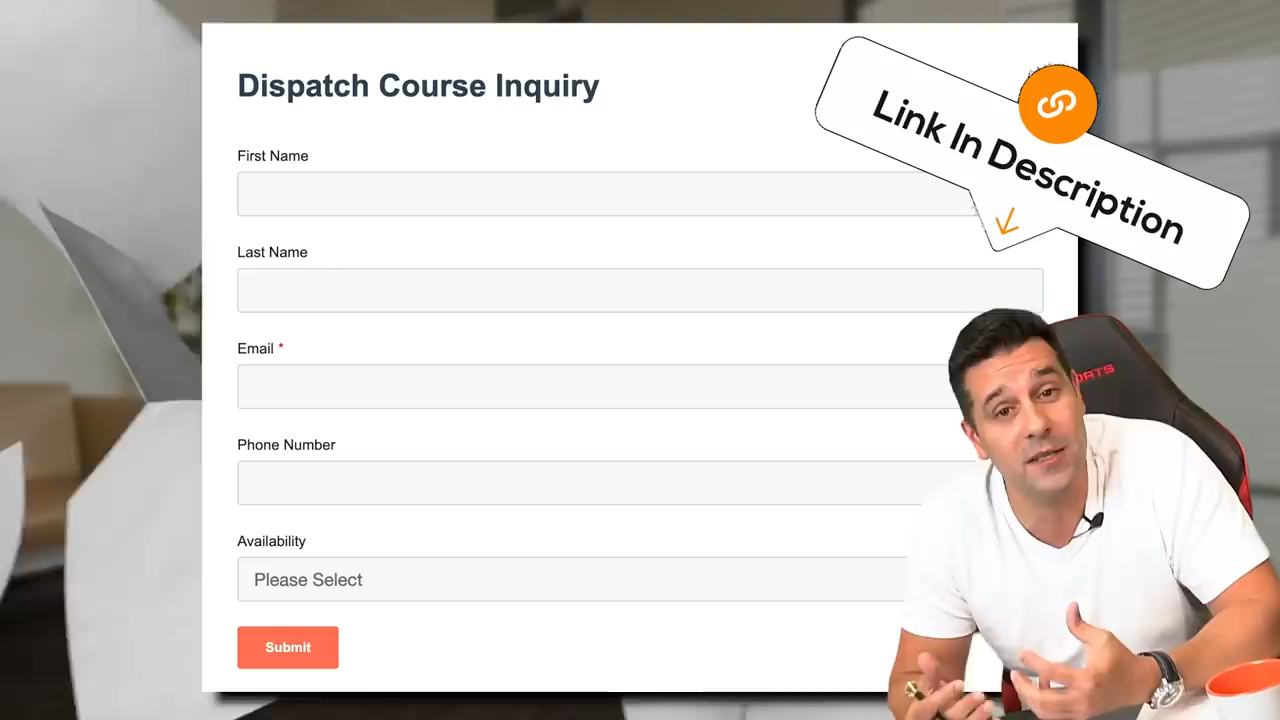 Dispatch Course Inquiry
Link In Description
First Name
Last Name
Email *
Phone Number
Availability
Please Select
Submit